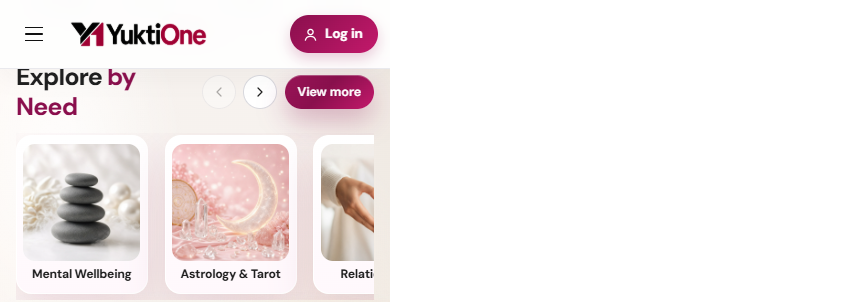 YuktiOne
Log in
Explore by
Need
View more
Mental Wellbeing
Astrology & Tarot